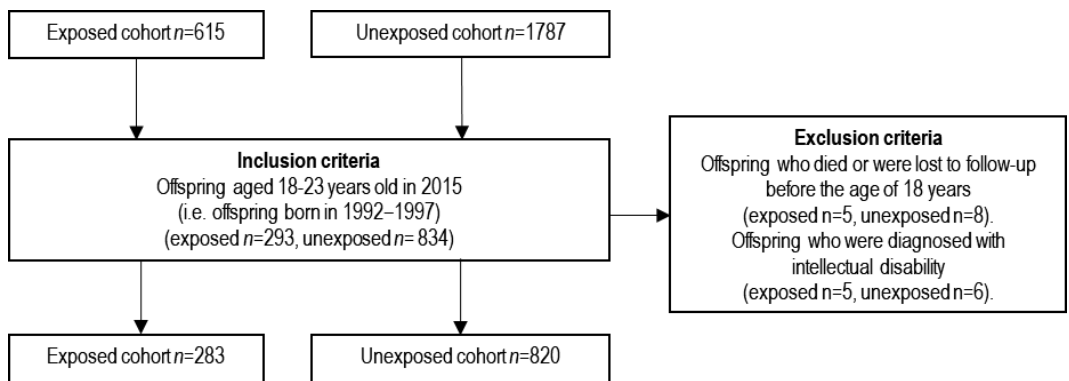 Exposed cohort n=615
Unexposed cohort n=1787
Inclusion criteria
Offspring aged 18-23 years old in 2015
(i.e. offspring born in 1992–1997)
(exposed n=293, unexposed n= 834)
Exclusion criteria
Offspring who died or were lost to follow-up
before the age of 18 years
(exposed n=5, unexposed n=8).
Offspring who were diagnosed with
intellectual disability
(exposed n=5, unexposed n=6).
Exposed cohort n=283
Unexposed cohort n=820